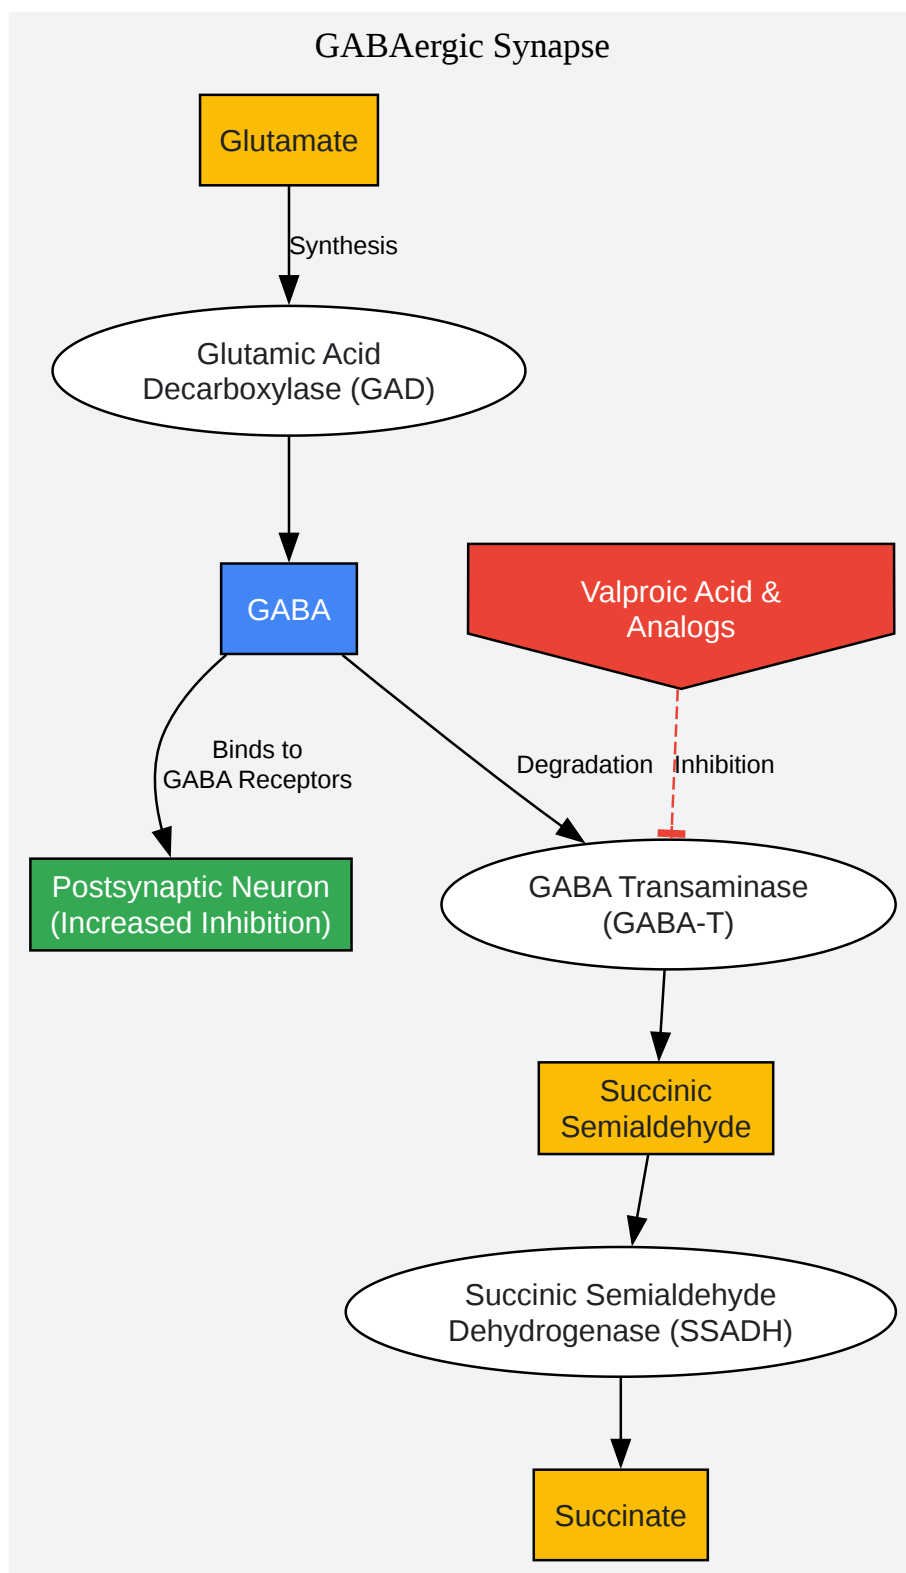 GABAergic Synapse
Glutamate
Synthesis
Glutamic Acid
Decarboxylase (GAD)
GABA
Valproic Acid &
Analogs
Binds to
GABA Receptors
Degradation
Inhibition
Postsynaptic Neuron
(Increased Inhibition)
GABA Transaminase
(GABA-T)
Succinic
Semialdehyde
Succinic Semialdehyde
Dehydrogenase (SSADH)
Succinate